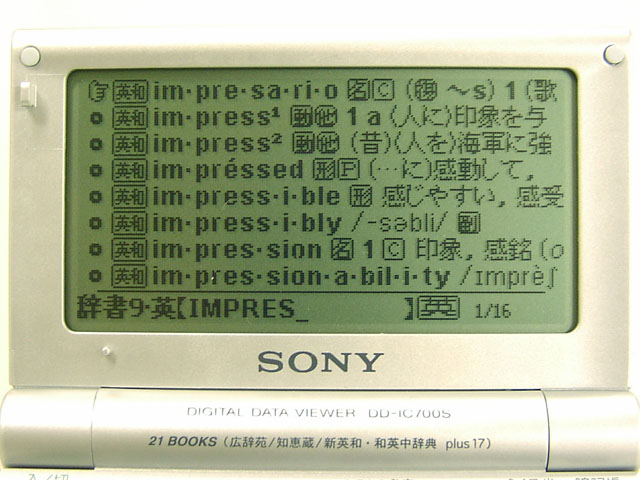 英和 im·pre·sa·ri·o 名 C (複 ～s) 1 (歌
英和 im·press¹ 動 他 1 a 〈人に〉印象を与
英和 im·press² 動 他 (昔)〈人を〉海軍に強
英和 im·préssed 形 P (…に)感動して,
英和 im·press·i·ble 形 感じやすい, 感受
英和 im·press·i·bly /-səbli/ 副
英和 im·pres·sion 名 1 C 印象, 感銘 (o
英和 im·pres·sion·a·bil·i·ty /ɪmprèʃ
辞書9·英【IMPRES_ 】英 1/16
SONY
DIGITAL DATA VIEWER DD-IC700S
21 BOOKS (広辞苑/知恵蔵/新英和・和英中辞典 plus17)
入/切